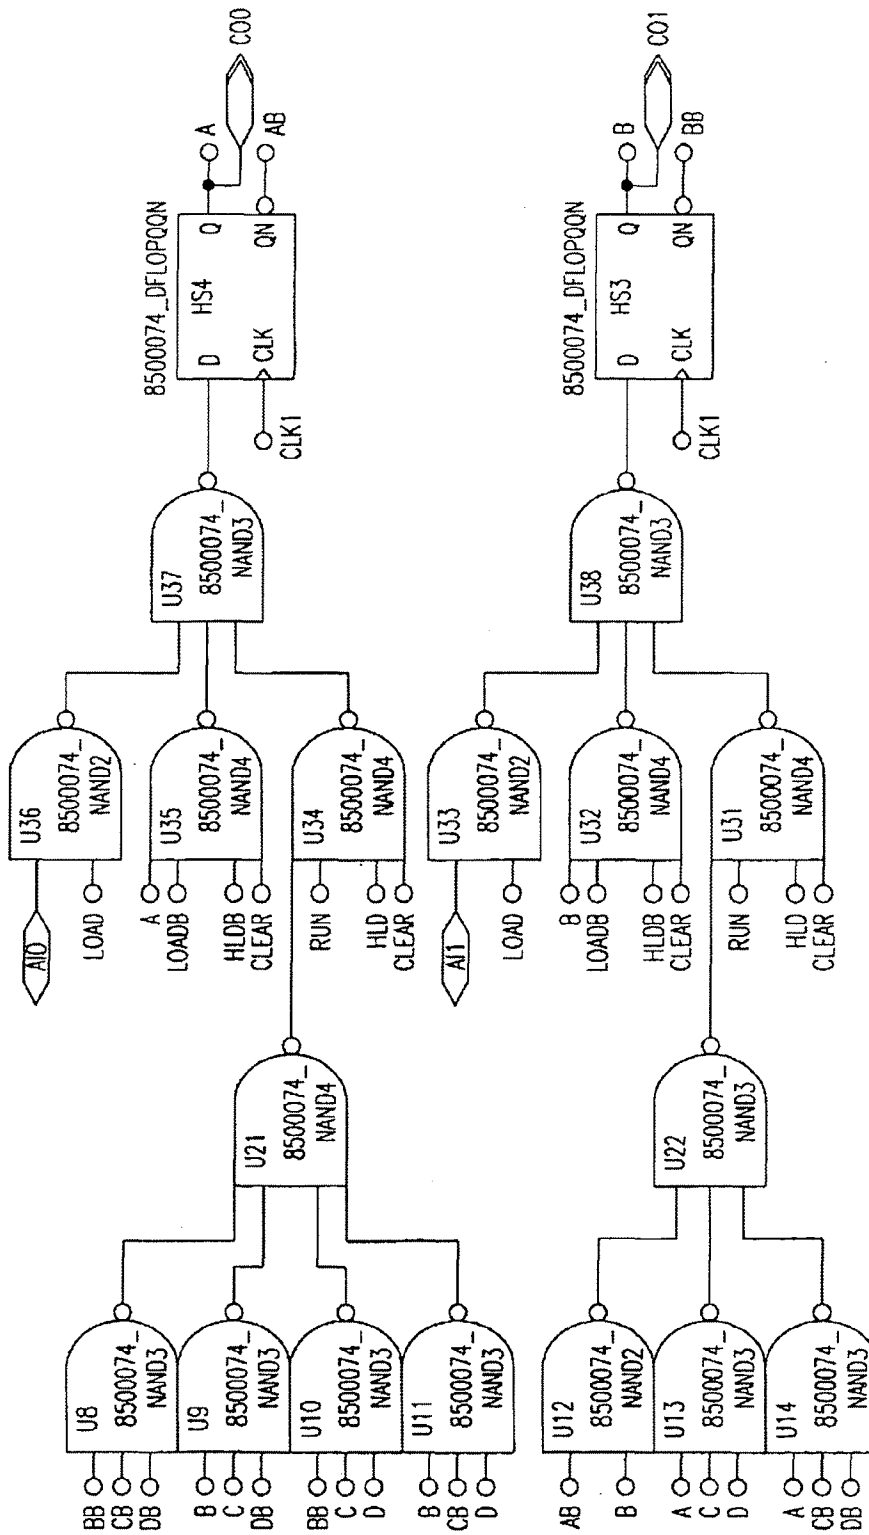 BB
CB
DB
U8
8500074_
NAND3
B
C
DB
U9
8500074_
NAND3
BB
C
D
U10
8500074_
NAND3
B
CB
D
U11
8500074_
NAND3
U21
8500074_
NAND4
AI0
LOAD
U36
8500074_
NAND2
A
LOADB
HLDB
CLEAR
U35
8500074_
NAND4
RUN
HLD
CLEAR
U34
8500074_
NAND4
U37
8500074_
NAND3
8500074_DFLOPQQN
D
Q
HS4
CLK
QN
CLK1
A
CO0
AB
AB
B
U12
8500074_
NAND2
A
C
D
U13
8500074_
NAND3
A
CB
DB
U14
8500074_
NAND3
U22
8500074_
NAND3
AI1
LOAD
U33
8500074_
NAND2
B
LOADB
HLDB
CLEAR
U32
8500074_
NAND4
RUN
HLD
CLEAR
U31
8500074_
NAND4
U38
8500074_
NAND3
8500074_DFLOPQQN
D
Q
HS3
CLK
QN
CLK1
B
CO1
BB